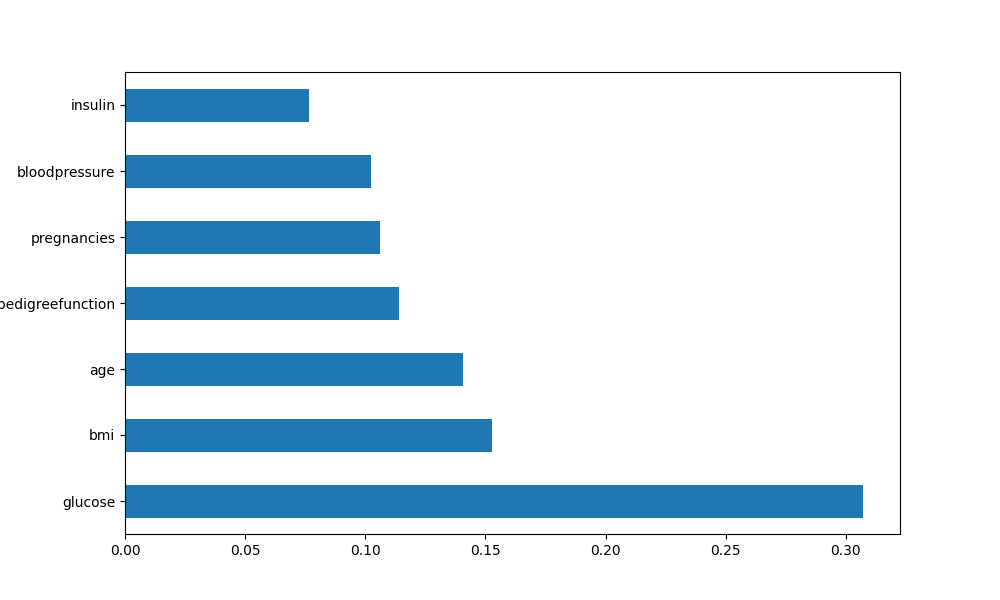 insulin
bloodpressure
pregnancies
pedigreefunction
age
bmi
glucose
0.00 0.05 0.10 0.15 0.20 0.25 0.30